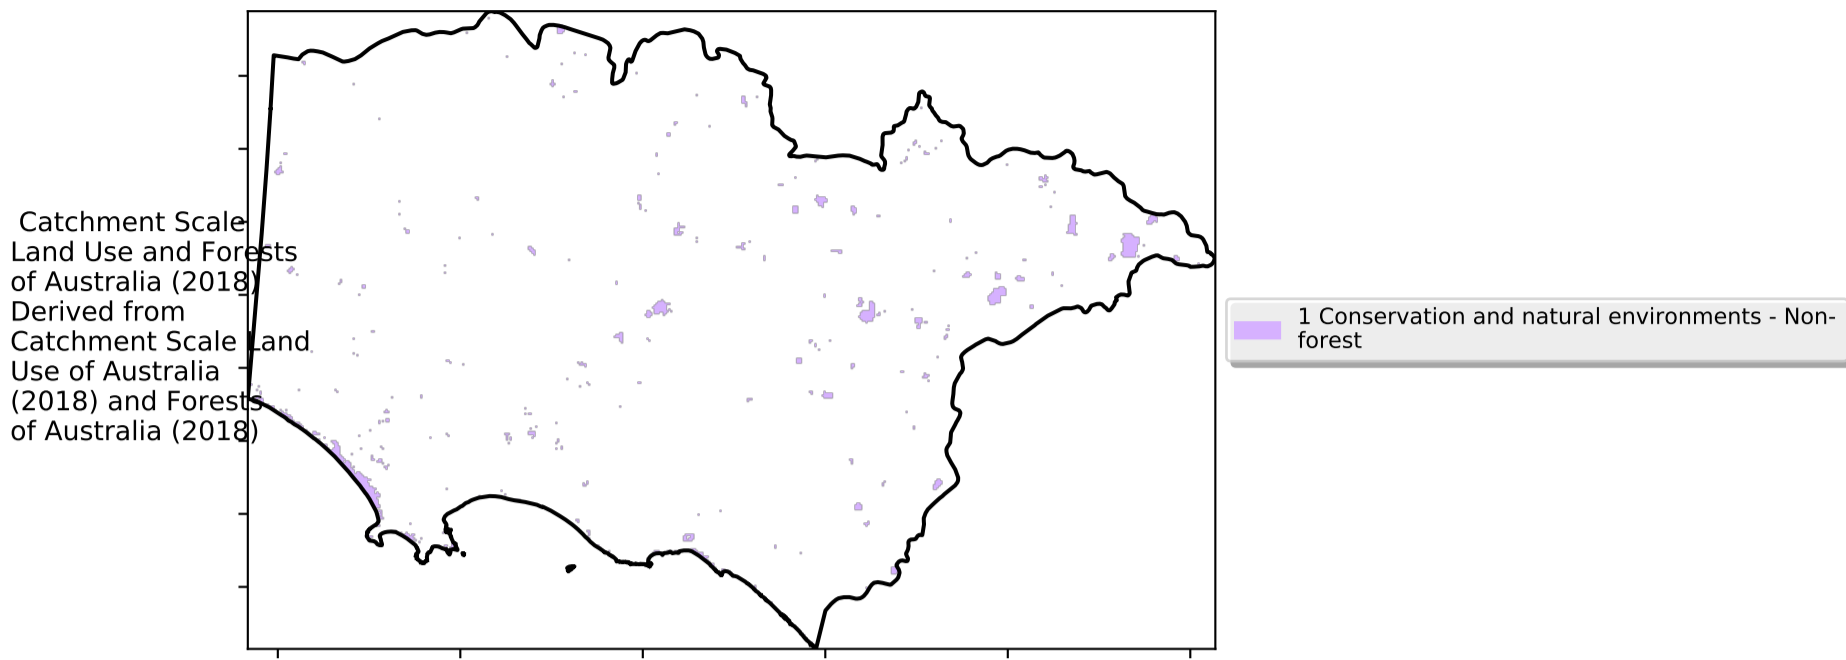 Catchment Scale
Land Use and Forests
of Australia (2018)
Derived from
Catchment Scale Land
Use of Australia
(2018) and Forests
of Australia (2018)
1 Conservation and natural environments - Non-
forest